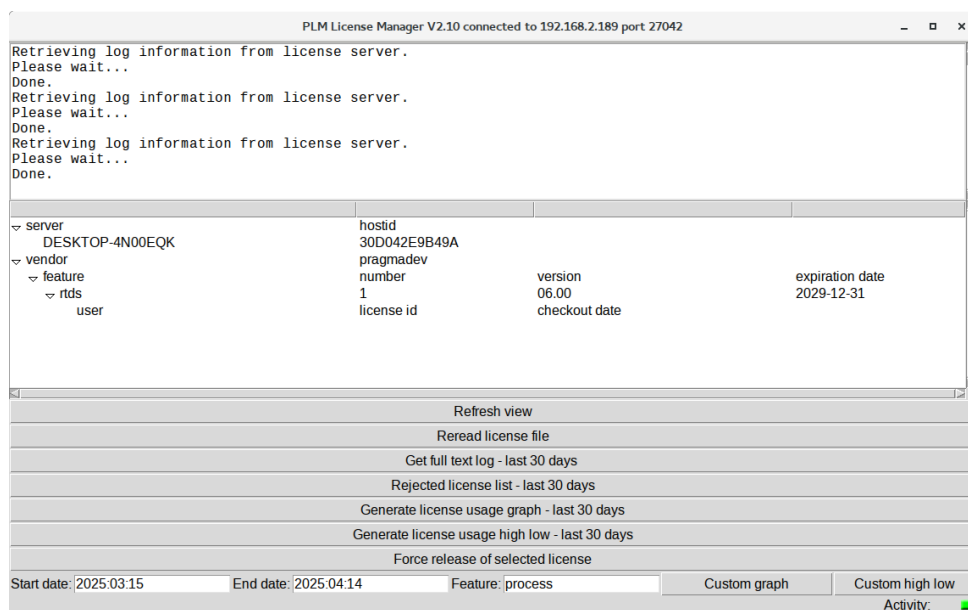 PLM License Manager V2.10 connected to 192.168.2.189 port 27042
Retrieving log information from license server.
Please wait...
Done.
Retrieving log information from license server.
Please wait...
Done.
Retrieving log information from license server.
Please wait...
Done.
server hostid
DESKTOP-4N00EQK 30D042E9B49A
vendor pragmadev
feature number version expiration date
rtds 1 06.00 2029-12-31
user license id checkout date
Refresh view
Reread license file
Get full text log - last 30 days
Rejected license list - last 30 days
Generate license usage graph - last 30 days
Generate license usage high low - last 30 days
Force release of selected license
Start date: 2025:03:15 End date: 2025:04:14 Feature: process Custom graph Custom high low
Activity: